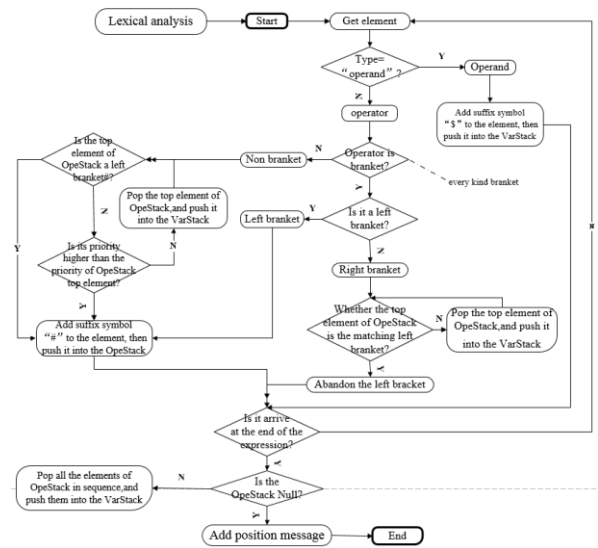 Lexical analysis
Start
Get element
Type=
“operand”?
Y
Operand
N
operator
Add suffix symbol
“$” to the element, then
push it into the VarStack
Is the top
element of
OpeStack a left
branket#?
Non branket
N
Operator is
branket?
every kind branket
Y
Pop the top element of
OpeStack,and push it
into the VarStack
N
Left branket
Y
Is it a left
branket?
N
Y
Is its priority
higher than the
priority of OpeStack
top element?
N
N
Right branket
Y
Whether the top
element of OpeStack
is the matching left
branket?
N
Pop the top element of
OpeStack,and push it
into the VarStack
Add suffix symbol
“#” to the element, then
push it into the OpeStack
Y
Abandon the left bracket
Is it arrive
at the end of the
expression?
N
Y
Pop all the elements of
OpeStack in sequence,and
push them into the VarStack
N
Is the
OpeStack Null?
Y
Add position message
End